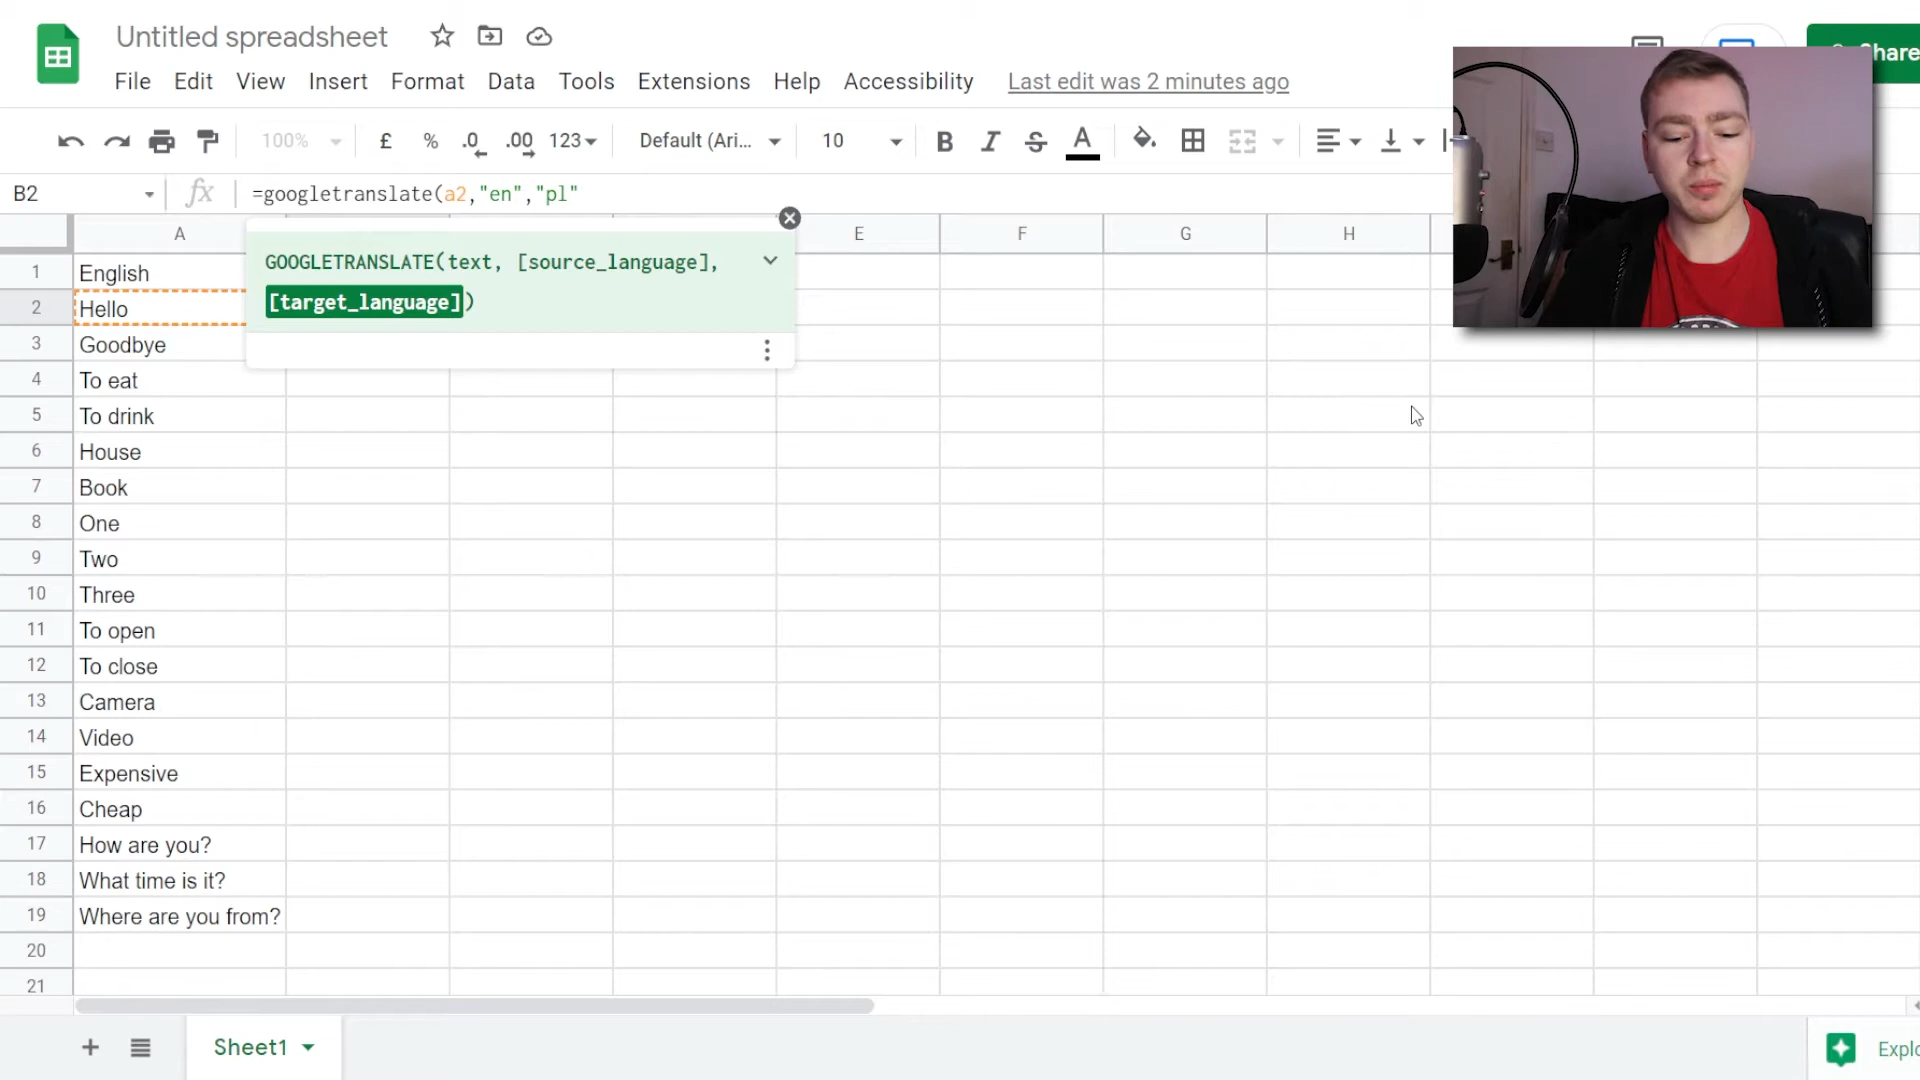 Untitled spreadsheet
File Edit View Insert Format Data Tools Extensions Help Accessibility Last edit was 2 minutes ago
hare
100% £ % .0 .00 123 Default (Ari... 10 B I S A
B2 fx =googletranslate(a2,"en","pl"
A E F G H
GOOGLETRANSLATE(text, [source_language],
[target_language])
1 English
2 Hello
3 Goodbye
4 To eat
5 To drink
6 House
7 Book
8 One
9 Two
10 Three
11 To open
12 To close
13 Camera
14 Video
15 Expensive
16 Cheap
17 How are you?
18 What time is it?
19 Where are you from?
20
21
Sheet1
Explo